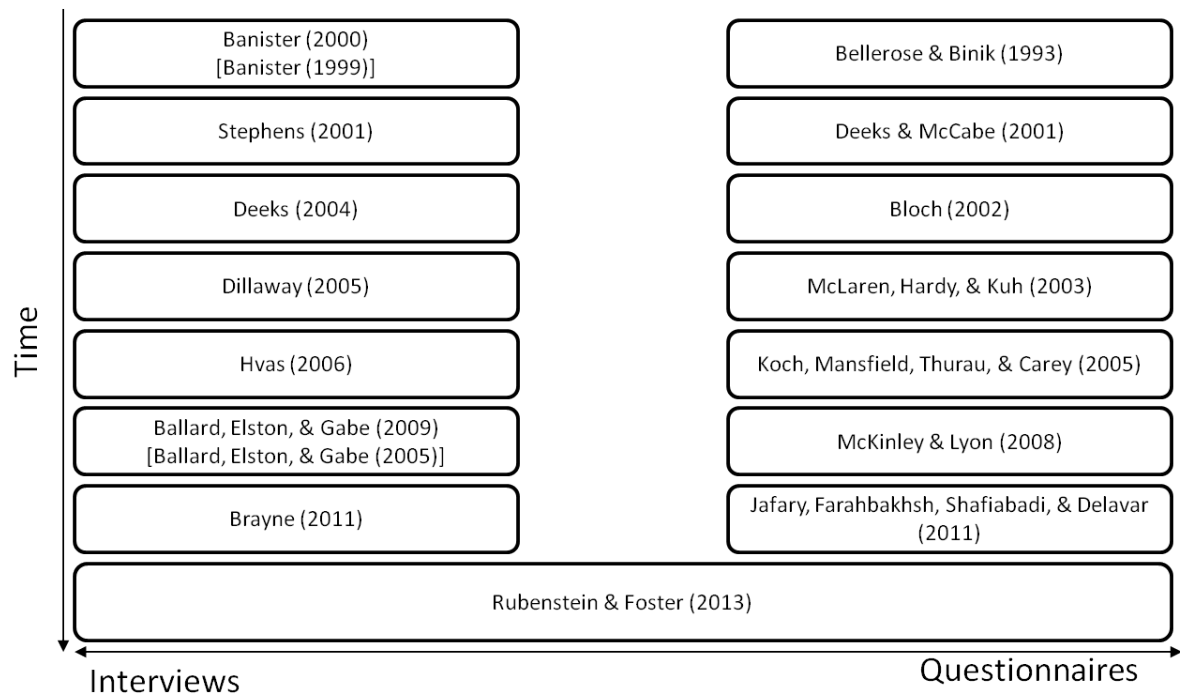 Banister (2000)
[Banister (1999)]
Bellerose & Binik (1993)
Stephens (2001)
Deeks & McCabe (2001)
Deeks (2004)
Bloch (2002)
Dillaway (2005)
McLaren, Hardy, & Kuh (2003)
Time
Hvas (2006)
Koch, Mansfield, Thurau, & Carey (2005)
Ballard, Elston, & Gabe (2009)
[Ballard, Elston, & Gabe (2005)]
McKinley & Lyon (2008)
Brayne (2011)
Jafary, Farahbakhsh, Shafiabadi, & Delavar
(2011)
Rubenstein & Foster (2013)
Interviews
Questionnaires